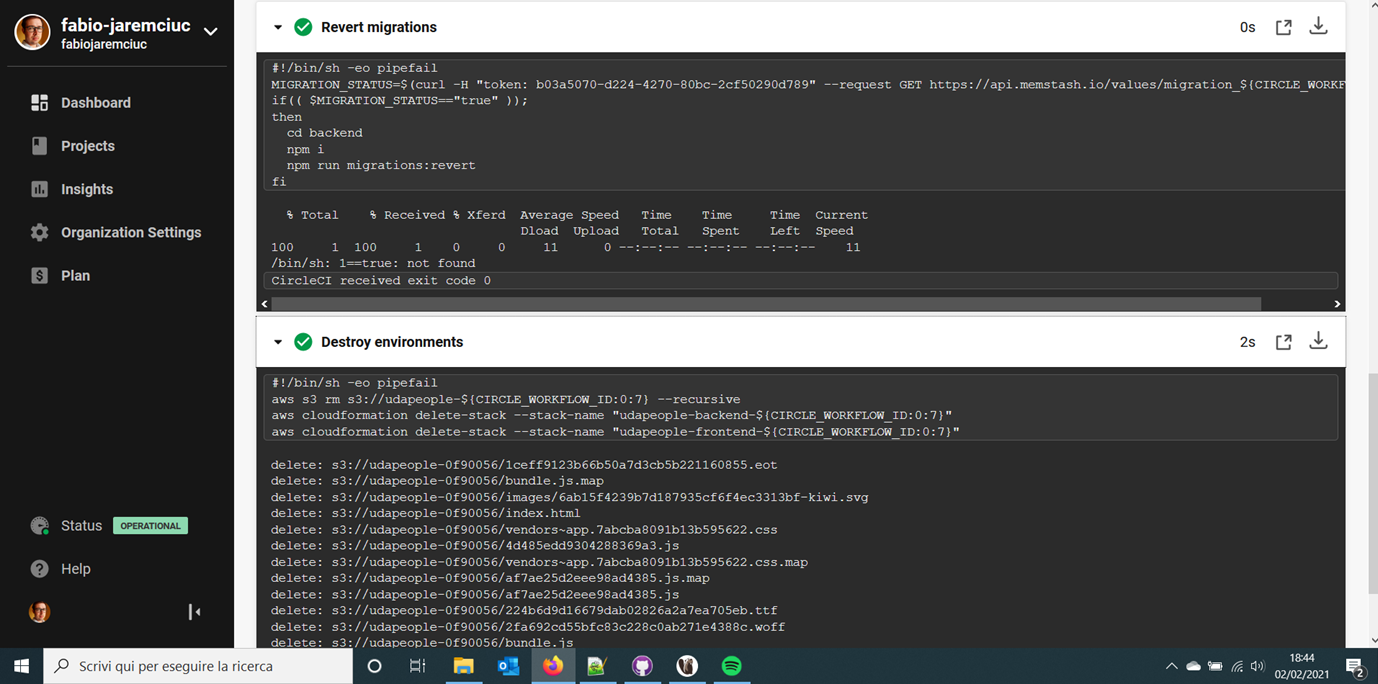 fabio-jaremciuc
fabiojaremciuc
Dashboard
Projects
Insights
Organization Settings
Plan
Status OPERATIONAL
Help
Revert migrations 0s
#!/bin/sh -eo pipefail
MIGRATION_STATUS=$(curl -H "token: b03a5070-d224-4270-80bc-2cf50290d789" --request GET https://api.memstash.io/values/migration_${CIRCLE_WORKF
if(( $MIGRATION_STATUS=="true" ));
then
cd backend
npm i
npm run migrations:revert
fi
% Total % Received % Xferd Average Speed Time Time Time Current
Dload Upload Total Spent Left Speed
100 1 100 1 0 0 11 0 --:--:-- --:--:-- --:--:-- 11
/bin/sh: 1==true: not found
CircleCI received exit code 0
Destroy environments 2s
#!/bin/sh -eo pipefail
aws s3 rm s3://udapeople-${CIRCLE_WORKFLOW_ID:0:7} --recursive
aws cloudformation delete-stack --stack-name "udapeople-backend-${CIRCLE_WORKFLOW_ID:0:7}"
aws cloudformation delete-stack --stack-name "udapeople-frontend-${CIRCLE_WORKFLOW_ID:0:7}"
delete: s3://udapeople-0f90056/1ceff9123b66b50a7d3cb5b221160855.eot
delete: s3://udapeople-0f90056/bundle.js.map
delete: s3://udapeople-0f90056/images/6ab15f4239b7d187935cf6f4ec3313bf-kiwi.svg
delete: s3://udapeople-0f90056/index.html
delete: s3://udapeople-0f90056/vendors~app.7abcba8091b13b595622.css
delete: s3://udapeople-0f90056/4d485edd9304288369a3.js
delete: s3://udapeople-0f90056/vendors~app.7abcba8091b13b595622.css.map
delete: s3://udapeople-0f90056/af7ae25d2eee98ad4385.js.map
delete: s3://udapeople-0f90056/af7ae25d2eee98ad4385.js
delete: s3://udapeople-0f90056/224b6d9d16679dab02826a2a7ea705eb.ttf
delete: s3://udapeople-0f90056/2fa692cd55bfc83c228c0ab271e4388c.woff
delete: s3://udapeople-0f90056/bundle.js
Scrivi qui per eseguire la ricerca
18:44
02/02/2021
2